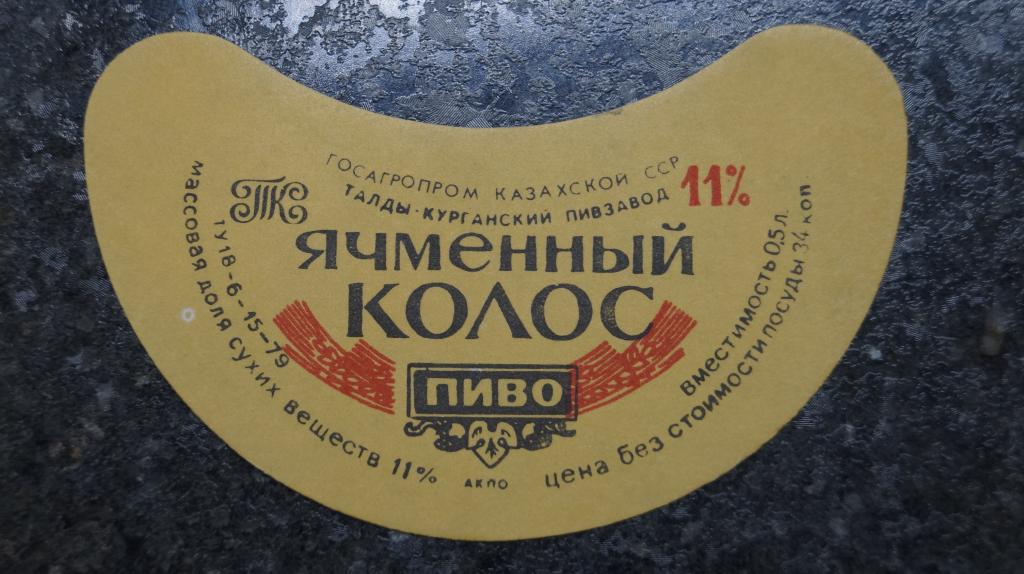 ГОСАГРОПРОМ КАЗАХСКОЙ ССР
ТАЛДЫ-КУРГАНСКИЙ ПИВЗАВОД
11%
ТПК
ЯЧМЕННЫЙ
КОЛОС
ПИВО
ТУ18-6-15-79
массовая доля сухих веществ 11%
АКПО
вместимость 0,5 л.
цена без стоимости посуды 34 коп.